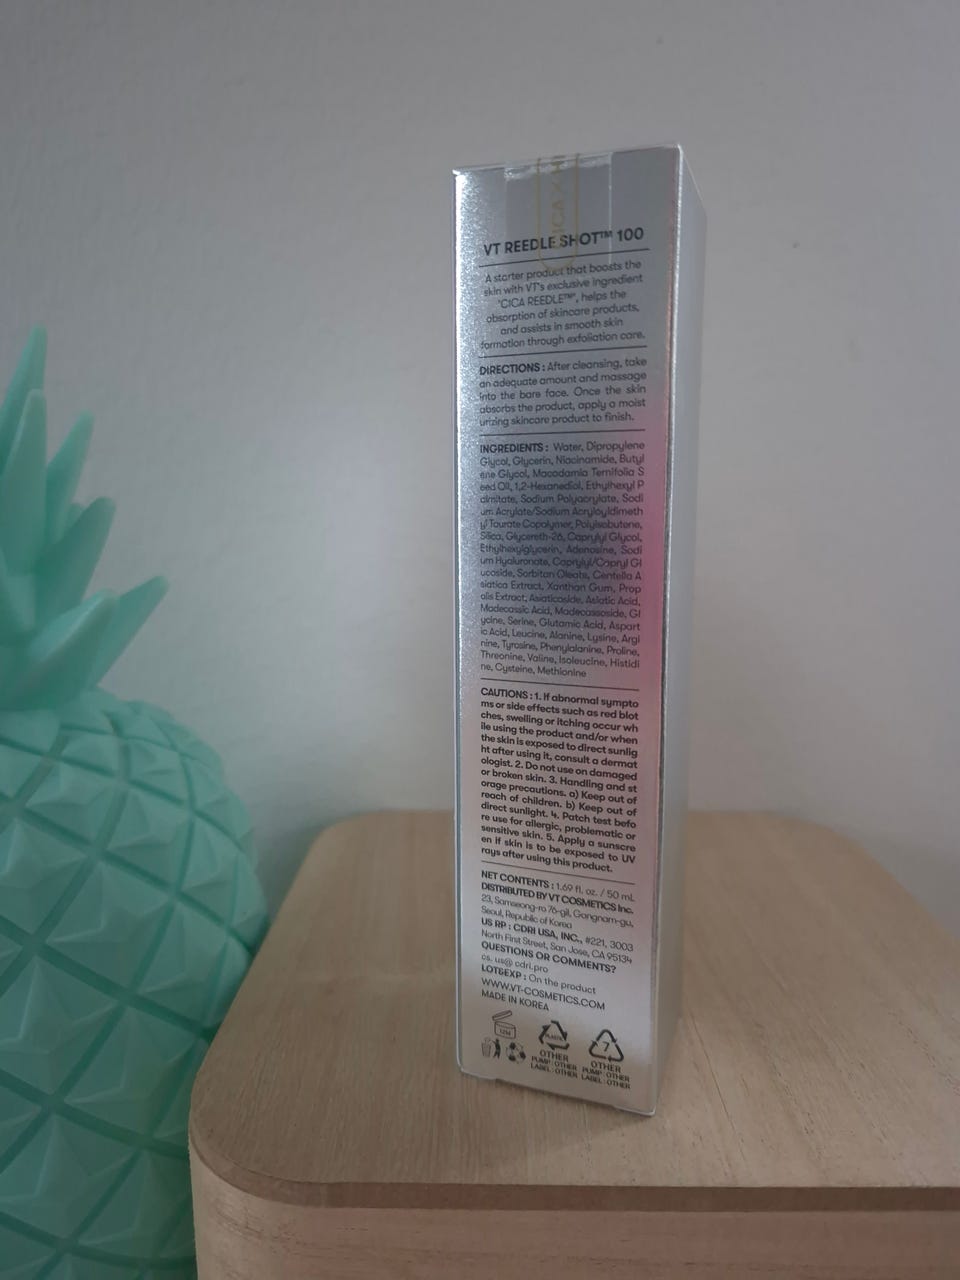 CICA × 
VT REEDLE SHOT™ 100
A starter product that boosts the
skin with VT's exclusive ingredient
'CICA REEDLE™', helps the
absorption of skincare products,
and assists in smooth skin
formation through exfoliation care.
DIRECTIONS : After cleansing, take
an adequate amount and massage
into the bare face. Once the skin
absorbs the product, apply a moist
urizing skincare product to finish.
INGREDIENTS : Water, Dipropylene
Glycol, Glycerin, Niacinamide, Butyl
ene Glycol, Macadamia Ternifolia S
eed Oil, 1,2-Hexanediol, Ethylhexyl P
almitate, Sodium Polyacrylate, Sodi
um Acrylate/Sodium Acryloyldimeth
yl Taurate Copolymer, Polyisobutene,
Silica, Glycereth-26, Caprylyl Glycol,
Ethylhexylglycerin, Adenosine, Sodi
um Hyaluronate, Caprylyl/Capryl Gl
ucoside, Sorbitan Oleate, Centella A
siatica Extract, Xanthan Gum, Prop
olis Extract, Asiaticoside, Asiatic Acid,
Madecassic Acid, Madecassoside, Gl
ycine, Serine, Glutamic Acid, Aspart
ic Acid, Leucine, Alanine, Lysine, Argi
nine, Tyrosine, Phenylalanine, Proline,
Threonine, Valine, Isoleucine, Histidi
ne, Cysteine, Methionine
CAUTIONS : 1. If abnormal sympto
ms or side effects such as red blot
ches, swelling or itching occur wh
ile using the product and/or when
the skin is exposed to direct sunlig
ht after using it, consult a dermat
ologist. 2. Do not use on damaged
or broken skin. 3. Handling and st
orage precautions. a) Keep out of
reach of children. b) Keep out of
direct sunlight. 4. Patch test befo
re use for allergic, problematic or
sensitive skin. 5. Apply a sunscre
en if skin is to be exposed to UV
rays after using this product.
NET CONTENTS : 1.69 fl. oz. / 50 mL
DISTRIBUTED BY VT COSMETICS Inc.
23, Samseong-ro 76-gil, Gangnam-gu,
Seoul, Republic of Korea
US RP : CDRI USA, INC., #221, 3003
North First Street, San Jose, CA 95134
QUESTIONS OR COMMENTS?
cs. us@ cdri.pro
LOT&EXP : On the product
WWW.VT-COSMETICS.COM
MADE IN KOREA
12M
PLASTIC
7
OTHER
PUMP : OTHER
LABEL : OTHER
OTHER
PUMP : OTHER
LABEL : OTHER